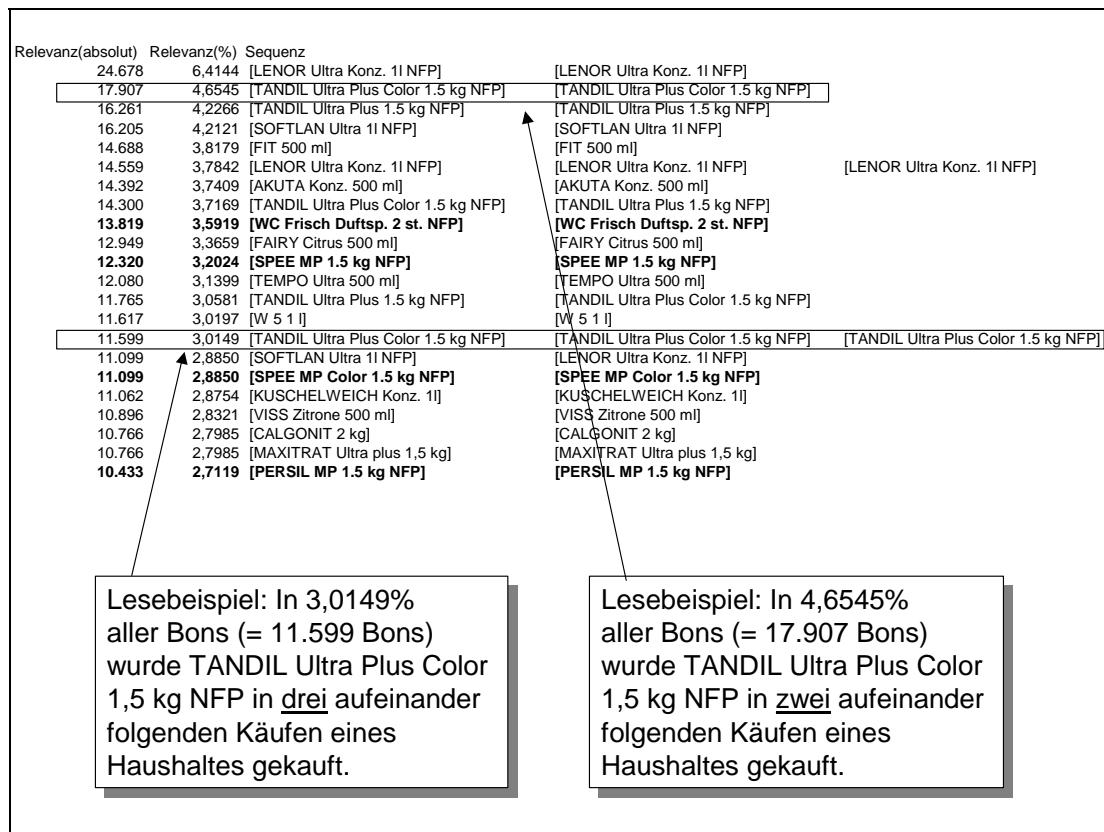 Relevanz(absolut) Relevanz(%) Sequenz
24.678 6,4144 [LENOR Ultra Konz. 1l NFP] [LENOR Ultra Konz. 1l NFP]
17.907 4,6545 [TANDIL Ultra Plus Color 1.5 kg NFP] [TANDIL Ultra Plus Color 1.5 kg NFP]
16.261 4,2266 [TANDIL Ultra Plus 1.5 kg NFP] [TANDIL Ultra Plus 1.5 kg NFP]
16.205 4,2121 [SOFTLAN Ultra 1l NFP] [SOFTLAN Ultra 1l NFP]
14.688 3,8179 [FIT 500 ml] [FIT 500 ml]
14.559 3,7842 [LENOR Ultra Konz. 1l NFP] [LENOR Ultra Konz. 1l NFP] [LENOR Ultra Konz. 1l NFP]
14.392 3,7409 [AKUTA Konz. 500 ml] [AKUTA Konz. 500 ml]
14.300 3,7169 [TANDIL Ultra Plus Color 1.5 kg NFP] [TANDIL Ultra Plus 1.5 kg NFP]
13.819 3,5919 [WC Frisch Duftsp. 2 st. NFP] [WC Frisch Duftsp. 2 st. NFP]
12.949 3,3659 [FAIRY Citrus 500 ml] [FAIRY Citrus 500 ml]
12.320 3,2024 [SPEE MP 1.5 kg NFP] [SPEE MP 1.5 kg NFP]
12.080 3,1399 [TEMPO Ultra 500 ml] [TEMPO Ultra 500 ml]
11.765 3,0581 [TANDIL Ultra Plus 1.5 kg NFP] [TANDIL Ultra Plus Color 1.5 kg NFP]
11.617 3,0197 [W 5 1 l] [W 5 1 l]
11.599 3,0149 [TANDIL Ultra Plus Color 1.5 kg NFP] [TANDIL Ultra Plus Color 1.5 kg NFP] [TANDIL Ultra Plus Color 1.5 kg NFP]
11.099 2,8850 [SOFTLAN Ultra 1l NFP] [LENOR Ultra Konz. 1l NFP]
11.099 2,8850 [SPEE MP Color 1.5 kg NFP] [SPEE MP Color 1.5 kg NFP]
11.062 2,8754 [KUSCHELWEICH Konz. 1l] [KUSCHELWEICH Konz. 1l]
10.896 2,8321 [VISS Zitrone 500 ml] [VISS Zitrone 500 ml]
10.766 2,7985 [CALGONIT 2 kg] [CALGONIT 2 kg]
10.766 2,7985 [MAXITRAT Ultra plus 1,5 kg] [MAXITRAT Ultra plus 1,5 kg]
10.433 2,7119 [PERSIL MP 1.5 kg NFP] [PERSIL MP 1.5 kg NFP]
Lesebeispiel: In 3,0149%
aller Bons (= 11.599 Bons)
wurde TANDIL Ultra Plus Color
1,5 kg NFP in drei aufeinander
folgenden Käufen eines
Haushaltes gekauft.
Lesebeispiel: In 4,6545%
aller Bons (= 17.907 Bons)
wurde TANDIL Ultra Plus Color
1,5 kg NFP in zwei aufeinander
folgenden Käufen eines
Haushaltes gekauft.